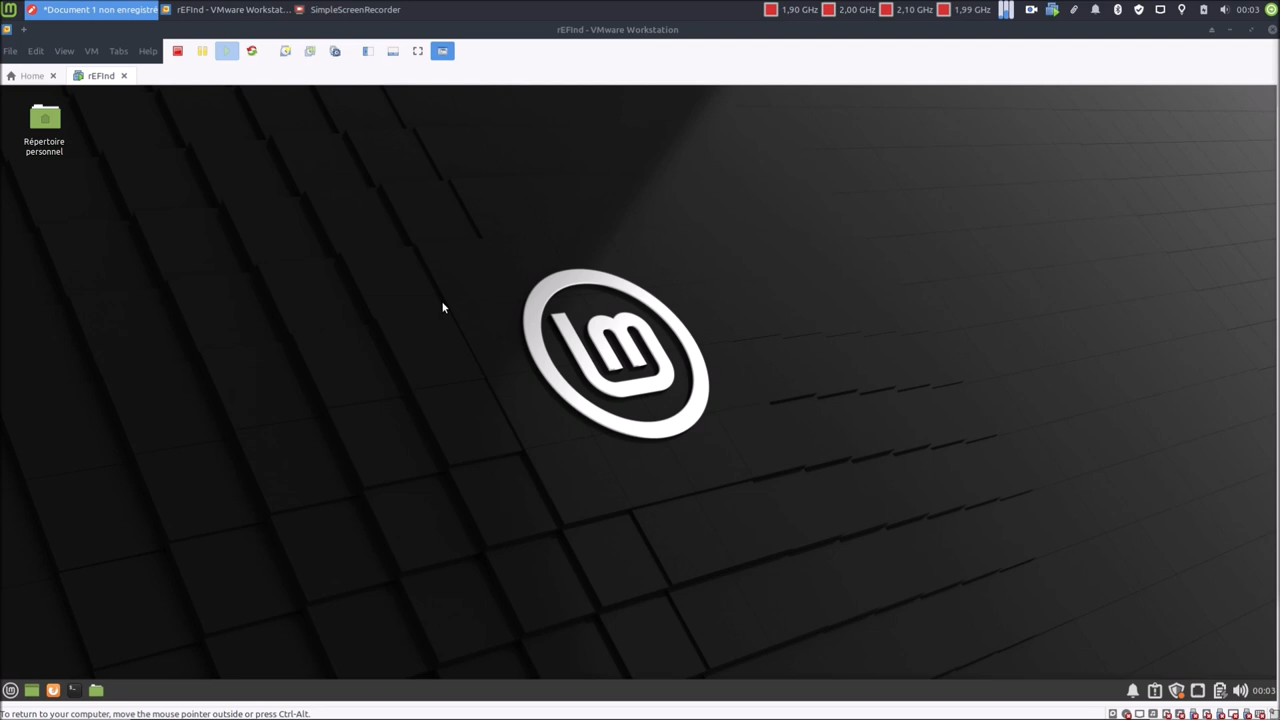 *Document 1 non enregistré
rEFInd - VMware Workstat...
SimpleScreenRecorder
1,90 GHz
2,00 GHz
2,10 GHz
1,99 GHz
00:03
rEFInd - VMware Workstation
File Edit View VM Tabs Help
Home
rEFInd
Répertoire
personnel
00:03
To return to your computer, move the mouse pointer outside or press Ctrl-Alt.